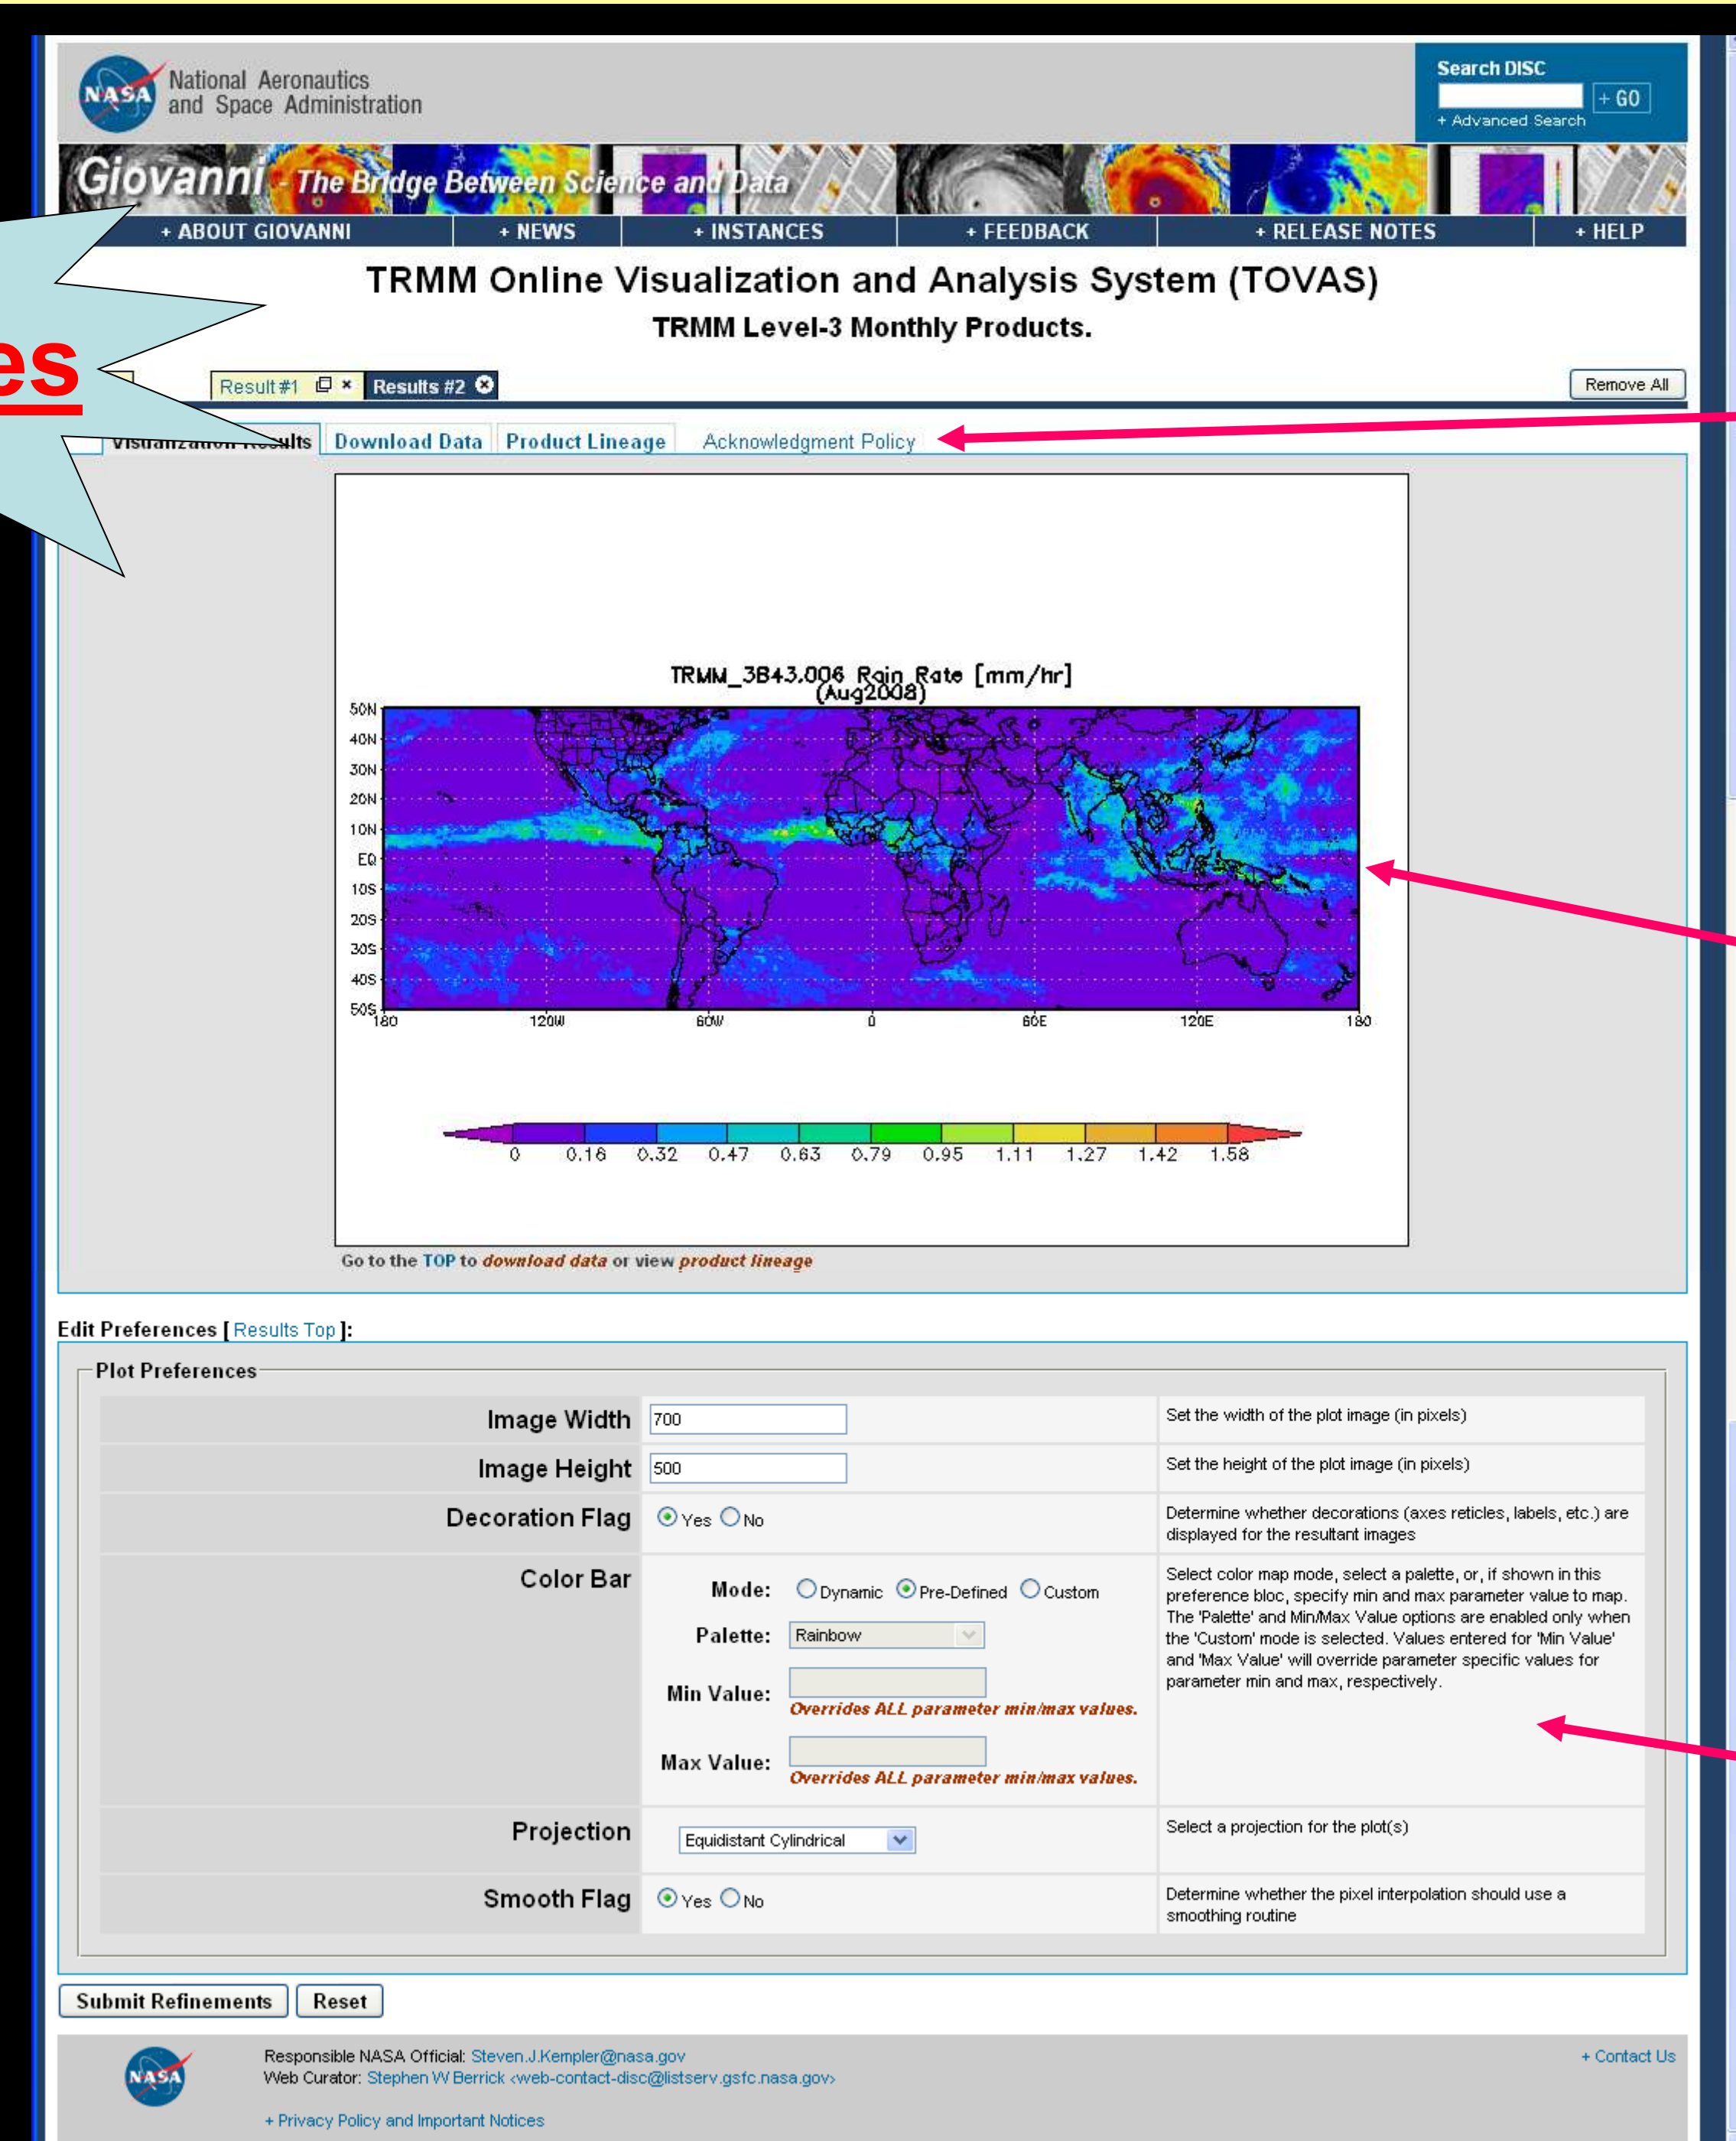 NASA
National Aeronautics
and Space Administration
Search DISC
+ GO
+ Advanced Search
Giovanni - The Bridge Between Science and Data
+ ABOUT GIOVANNI + NEWS + INSTANCES + FEEDBACK + RELEASE NOTES + HELP
TRMM Online Visualization and Analysis System (TOVAS)
TRMM Level-3 Monthly Products.
es
Result #1 Results #2 Remove All
Visualization Results Download Data Product Lineage Acknowledgment Policy
TRMM_3B43.006 Rain Rate [mm/hr]
(Aug2008)
50N
40N
30N
20N
10N
EQ
10S
20S
30S
40S
50S
180 120W 60W 0 60E 120E 180
0 0.16 0.32 0.47 0.63 0.79 0.95 1.11 1.27 1.42 1.58
Go to the TOP to download data or view product lineage
Edit Preferences [ Results Top ]:
Plot Preferences
Image Width 700 Set the width of the plot image (in pixels)
Image Height 500 Set the height of the plot image (in pixels)
Decoration Flag Yes No Determine whether decorations (axes reticles, labels, etc.) are
displayed for the resultant images
Color Bar
Mode: Dynamic Pre-Defined Custom
Palette: Rainbow
Min Value:
Overrides ALL parameter min/max values.
Max Value:
Overrides ALL parameter min/max values.
Select color map mode, select a palette, or, if shown in this
preference bloc, specify min and max parameter value to map.
The 'Palette' and Min/Max Value options are enabled only when
the 'Custom' mode is selected. Values entered for 'Min Value'
and 'Max Value' will override parameter specific values for
parameter min and max, respectively.
Projection Equidistant Cylindrical Select a projection for the plot(s)
Smooth Flag Yes No Determine whether the pixel interpolation should use a
smoothing routine
Submit Refinements Reset
NASA
Responsible NASA Official: Steven.J.Kempler@nasa.gov
Web Curator: Stephen W Berrick <web-contact-disc@listserv.gsfc.nasa.gov>
+ Privacy Policy and Important Notices
+ Contact Us